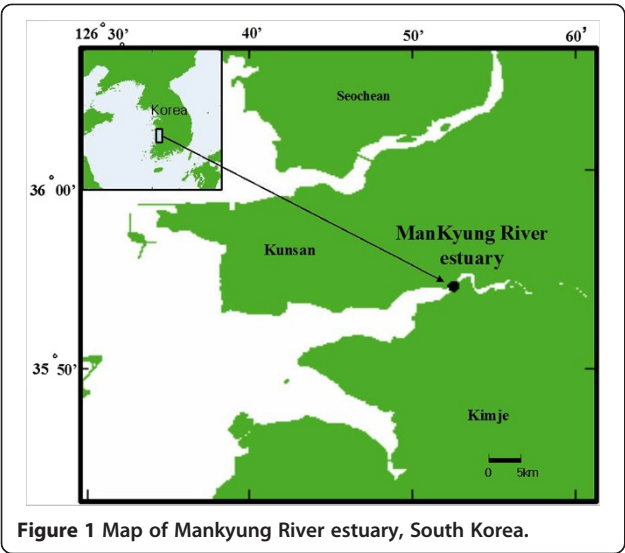 126° 30’ 40’ 50’ 60’
Seochean
Korea
36° 00’
ManKyung River
estuary
Kunsan
35° 50’
Kimje
0 5km
Figure 1 Map of Mankyung River estuary, South Korea.